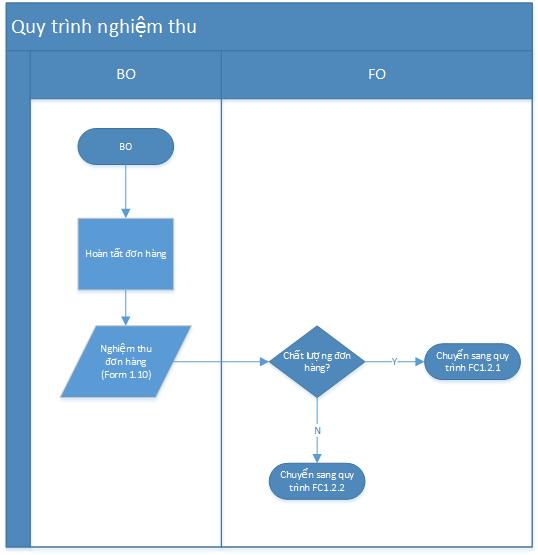 Quy trình nghiệm thu
BO
FO
BO
Hoàn tất đơn hàng
Nghiệm thu
đơn hàng
(Form 1.10)
Chất lượng đơn
hàng?
Y
Chuyển sang quy
trình FC1.2.1
N
Chuyển sang quy
trình FC1.2.2